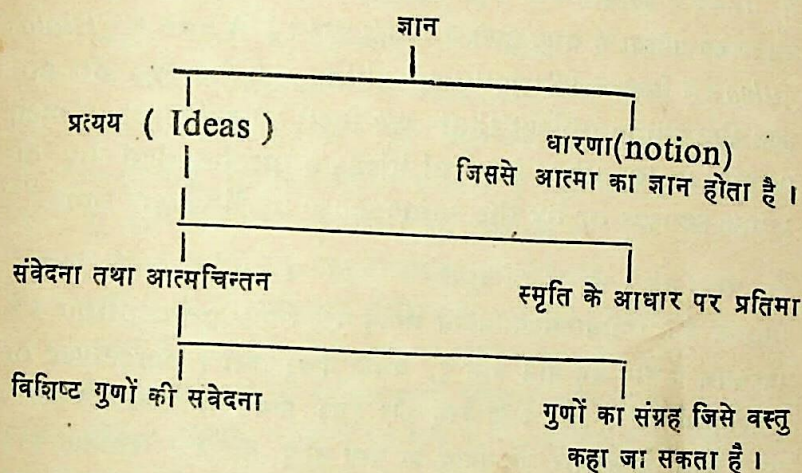 ज्ञान
प्रत्यय ( Ideas )
धारणा(notion)
जिससे आत्मा का ज्ञान होता है ।
संवेदना तथा आत्मचिन्तन
स्मृति के आधार पर प्रतिमा
विशिष्ट गुणों की संवेदना
गुणों का संग्रह जिसे वस्तु
कहा जा सकता है ।